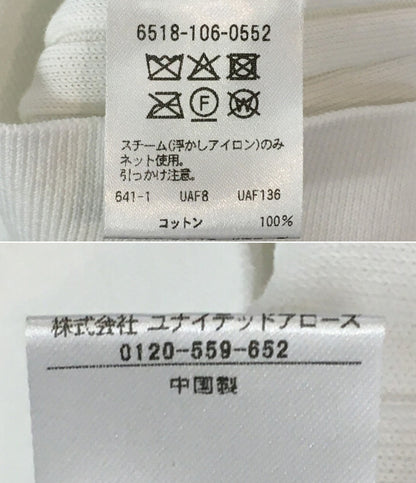 6518-106-0552
F
W
スチーム(浮かしアイロン)のみ
ネット使用。
引っかけ注意。
641-1 UAF8 UAF136
コットン 100%
株式会社 ユナイテッドアローズ
0120-559-652
中国製